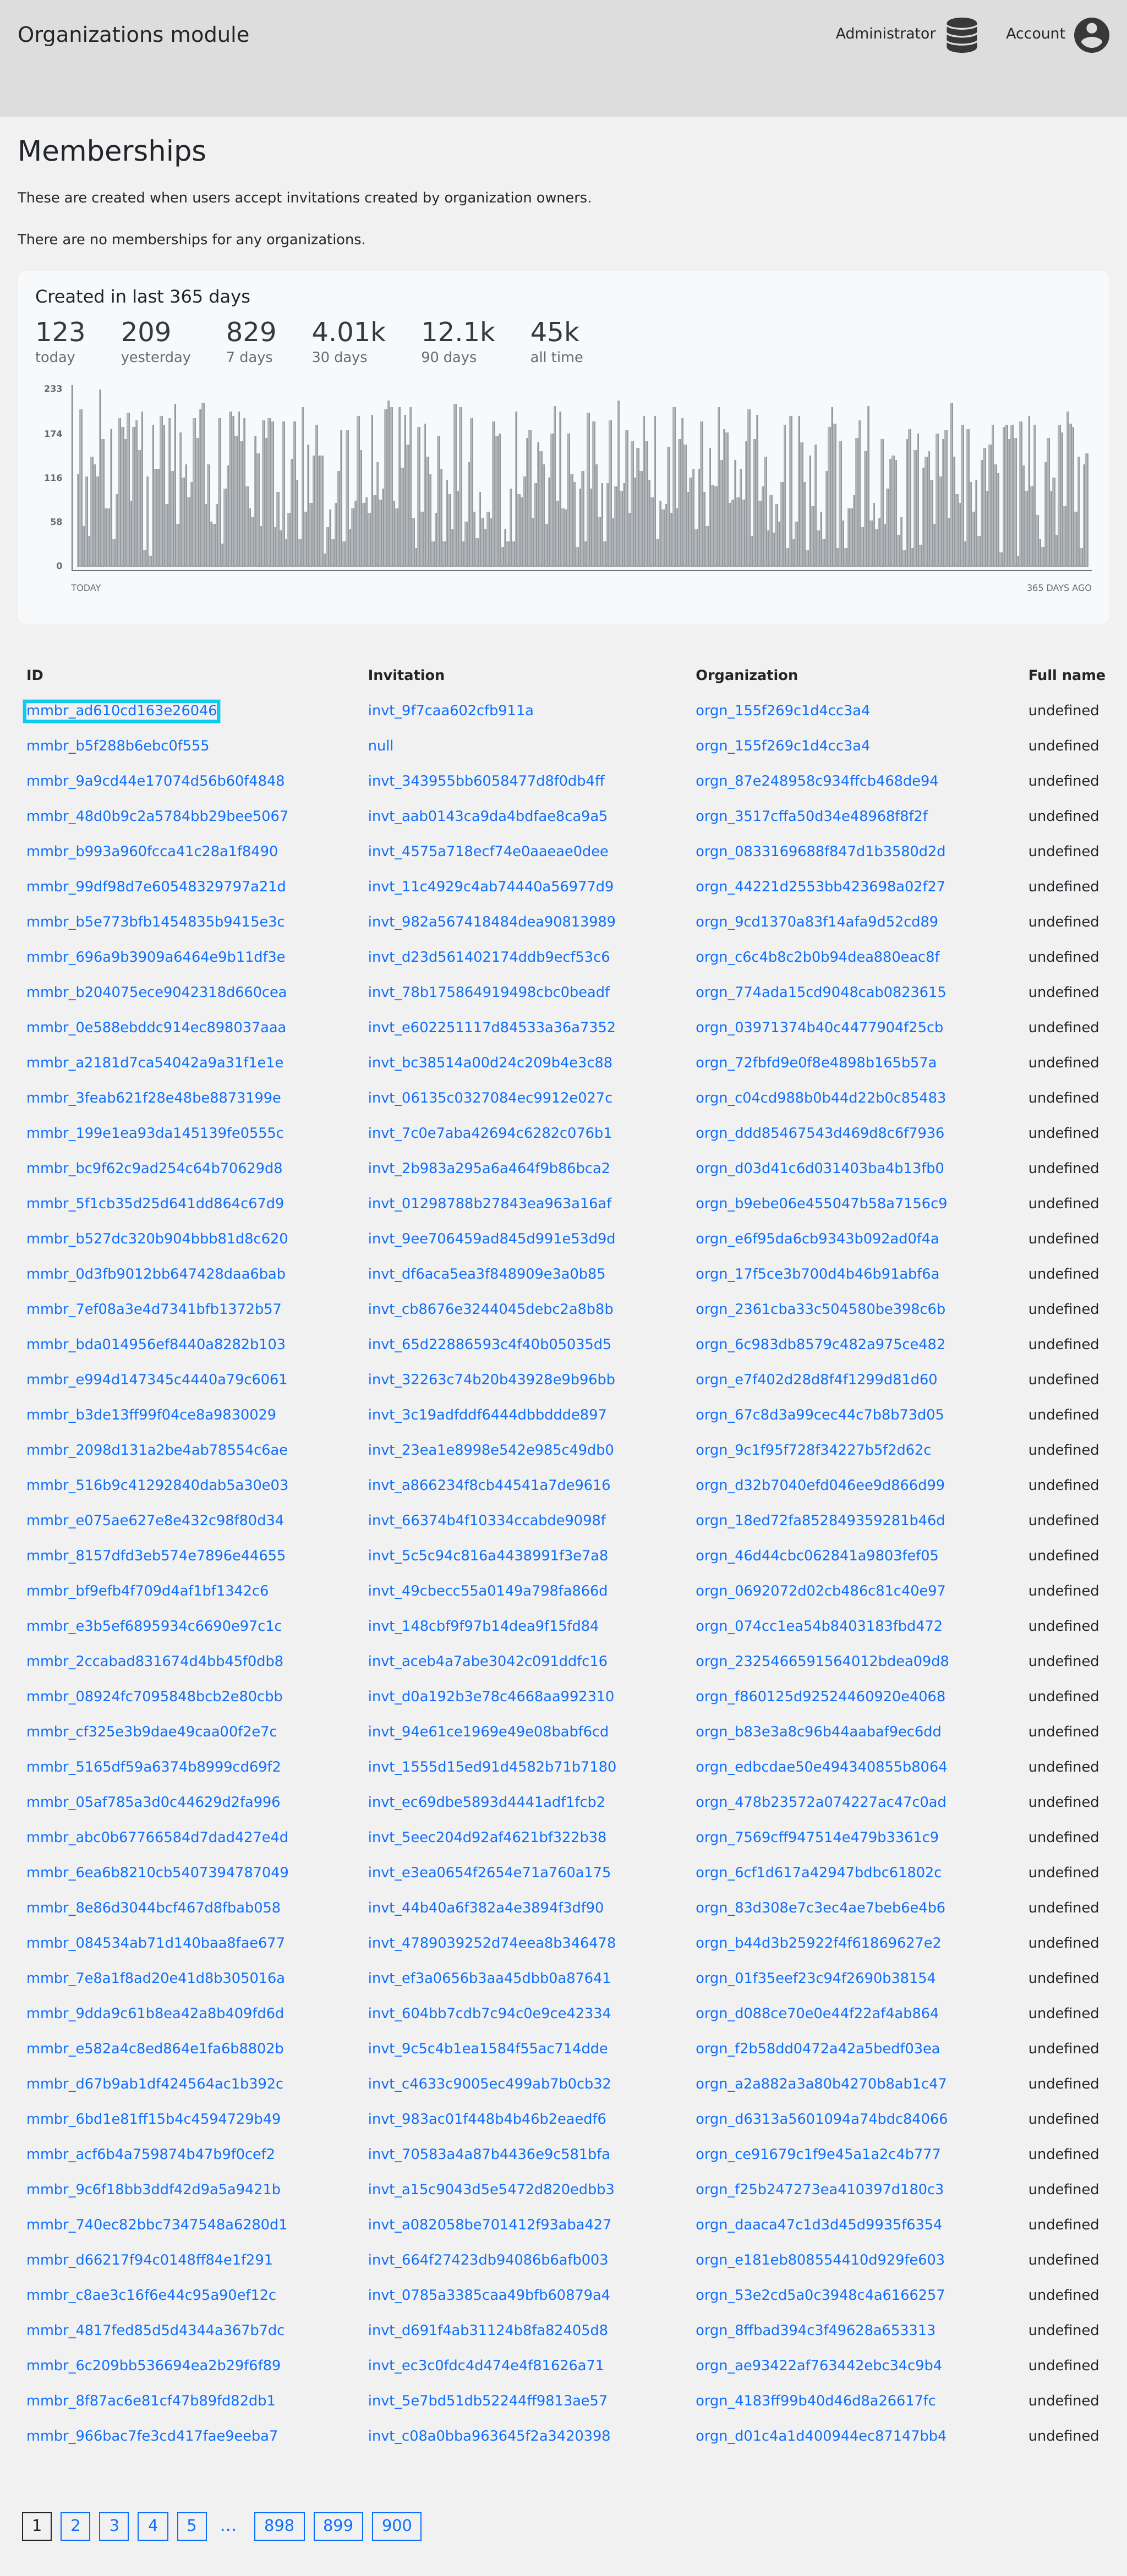 Organizations module
Administrator Account
Memberships
These are created when users accept invitations created by organization owners.
There are no memberships for any organizations.
Created in last 365 days
123 209 829 4.01k 12.1k 45k
today yesterday 7 days 30 days 90 days all time
233
174
116
58
0
TODAY 365 DAYS AGO
ID Invitation Organization Full name
mmbr_ad610cd163e26046 invt_9f7caa602cfb911a orgn_155f269c1d4cc3a4 undefined
mmbr_b5f288b6ebc0f555 null orgn_155f269c1d4cc3a4 undefined
mmbr_9a9cd44e17074d56b60f4848 invt_343955bb6058477d8f0db4ff orgn_87e248958c934ffcb468de94 undefined
mmbr_48d0b9c2a5784bb29bee5067 invt_aab0143ca9da4bdfae8ca9a5 orgn_3517cffa50d34e48968f8f2f undefined
mmbr_b993a960fcca41c28a1f8490 invt_4575a718ecf74e0aaeae0dee orgn_0833169688f847d1b3580d2d undefined
mmbr_99df98d7e60548329797a21d invt_11c4929c4ab74440a56977d9 orgn_44221d2553bb423698a02f27 undefined
mmbr_b5e773bfb1454835b9415e3c invt_982a567418484dea90813989 orgn_9cd1370a83f14afa9d52cd89 undefined
mmbr_696a9b3909a6464e9b11df3e invt_d23d561402174ddb9ecf53c6 orgn_c6c4b8c2b0b94dea880eac8f undefined
mmbr_b204075ece9042318d660cea invt_78b175864919498cbc0beadf orgn_774ada15cd9048cab0823615 undefined
mmbr_0e588ebddc914ec898037aaa invt_e602251117d84533a36a7352 orgn_03971374b40c4477904f25cb undefined
mmbr_a2181d7ca54042a9a31f1e1e invt_bc38514a00d24c209b4e3c88 orgn_72fbfd9e0f8e4898b165b57a undefined
mmbr_3feab621f28e48be8873199e invt_06135c0327084ec9912e027c orgn_c04cd988b0b44d22b0c85483 undefined
mmbr_199e1ea93da145139fe0555c invt_7c0e7aba42694c6282c076b1 orgn_ddd85467543d469d8c6f7936 undefined
mmbr_bc9f62c9ad254c64b70629d8 invt_2b983a295a6a464f9b86bca2 orgn_d03d41c6d031403ba4b13fb0 undefined
mmbr_5f1cb35d25d641dd864c67d9 invt_01298788b27843ea963a16af orgn_b9ebe06e455047b58a7156c9 undefined
mmbr_b527dc320b904bbb81d8c620 invt_9ee706459ad845d991e53d9d orgn_e6f95da6cb9343b092ad0f4a undefined
mmbr_0d3fb9012bb647428daa6bab invt_df6aca5ea3f848909e3a0b85 orgn_17f5ce3b700d4b46b91abf6a undefined
mmbr_7ef08a3e4d7341bfb1372b57 invt_cb8676e3244045debc2a8b8b orgn_2361cba33c504580be398c6b undefined
mmbr_bda014956ef8440a8282b103 invt_65d22886593c4f40b05035d5 orgn_6c983db8579c482a975ce482 undefined
mmbr_e994d147345c4440a79c6061 invt_32263c74b20b43928e9b96bb orgn_e7f402d28d8f4f1299d81d60 undefined
mmbr_b3de13ff99f04ce8a9830029 invt_3c19adfddf6444dbbddde897 orgn_67c8d3a99cec44c7b8b73d05 undefined
mmbr_2098d131a2be4ab78554c6ae invt_23ea1e8998e542e985c49db0 orgn_9c1f95f728f34227b5f2d62c undefined
mmbr_516b9c41292840dab5a30e03 invt_a866234f8cb44541a7de9616 orgn_d32b7040efd046ee9d866d99 undefined
mmbr_e075ae627e8e432c98f80d34 invt_66374b4f10334ccabde9098f orgn_18ed72fa852849359281b46d undefined
mmbr_8157dfd3eb574e7896e44655 invt_5c5c94c816a4438991f3e7a8 orgn_46d44cbc062841a9803fef05 undefined
mmbr_bf9efb4f709d4af1bf1342c6 invt_49cbecc55a0149a798fa866d orgn_0692072d02cb486c81c40e97 undefined
mmbr_e3b5ef6895934c6690e97c1c invt_148cbf9f97b14dea9f15fd84 orgn_074cc1ea54b8403183fbd472 undefined
mmbr_2ccabad831674d4bb45f0db8 invt_aceb4a7abe3042c091ddfc16 orgn_2325466591564012bdea09d8 undefined
mmbr_08924fc7095848bcb2e80cbb invt_d0a192b3e78c4668aa992310 orgn_f860125d92524460920e4068 undefined
mmbr_cf325e3b9dae49caa00f2e7c invt_94e61ce1969e49e08babf6cd orgn_b83e3a8c96b44aabaf9ec6dd undefined
mmbr_5165df59a6374b8999cd69f2 invt_1555d15ed91d4582b71b7180 orgn_edbcdae50e494340855b8064 undefined
mmbr_05af785a3d0c44629d2fa996 invt_ec69dbe5893d4441adf1fcb2 orgn_478b23572a074227ac47c0ad undefined
mmbr_abc0b67766584d7dad427e4d invt_5eec204d92af4621bf322b38 orgn_7569cff947514e479b3361c9 undefined
mmbr_6ea6b8210cb5407394787049 invt_e3ea0654f2654e71a760a175 orgn_6cf1d617a42947bdbc61802c undefined
mmbr_8e86d3044bcf467d8fbab058 invt_44b40a6f382a4e3894f3df90 orgn_83d308e7c3ec4ae7beb6e4b6 undefined
mmbr_084534ab71d140baa8fae677 invt_4789039252d74eea8b346478 orgn_b44d3b25922f4f61869627e2 undefined
mmbr_7e8a1f8ad20e41d8b305016a invt_ef3a0656b3aa45dbb0a87641 orgn_01f35eef23c94f2690b38154 undefined
mmbr_9dda9c61b8ea42a8b409fd6d invt_604bb7cdb7c94c0e9ce42334 orgn_d088ce70e0e44f22af4ab864 undefined
mmbr_e582a4c8ed864e1fa6b8802b invt_9c5c4b1ea1584f55ac714dde orgn_f2b58dd0472a42a5bedf03ea undefined
mmbr_d67b9ab1df424564ac1b392c invt_c4633c9005ec499ab7b0cb32 orgn_a2a882a3a80b4270b8ab1c47 undefined
mmbr_6bd1e81ff15b4c4594729b49 invt_983ac01f448b4b46b2eaedf6 orgn_d6313a5601094a74bdc84066 undefined
mmbr_acf6b4a759874b47b9f0cef2 invt_70583a4a87b4436e9c581bfa orgn_ce91679c1f9e45a1a2c4b777 undefined
mmbr_9c6f18bb3ddf42d9a5a9421b invt_a15c9043d5e5472d820edbb3 orgn_f25b247273ea410397d180c3 undefined
mmbr_740ec82bbc7347548a6280d1 invt_a082058be701412f93aba427 orgn_daaca47c1d3d45d9935f6354 undefined
mmbr_d66217f94c0148ff84e1f291 invt_664f27423db94086b6afb003 orgn_e181eb808554410d929fe603 undefined
mmbr_c8ae3c16f6e44c95a90ef12c invt_0785a3385caa49bfb60879a4 orgn_53e2cd5a0c3948c4a6166257 undefined
mmbr_4817fed85d5d4344a367b7dc invt_d691f4ab31124b8fa82405d8 orgn_8ffbad394c3f49628a653313 undefined
mmbr_6c209bb536694ea2b29f6f89 invt_ec3c0fdc4d474e4f81626a71 orgn_ae93422af763442ebc34c9b4 undefined
mmbr_8f87ac6e81cf47b89fd82db1 invt_5e7bd51db52244ff9813ae57 orgn_4183ff99b40d46d8a26617fc undefined
mmbr_966bac7fe3cd417fae9eeba7 invt_c08a0bba963645f2a3420398 orgn_d01c4a1d400944ec87147bb4 undefined
1 2 3 4 5 … 898 899 900